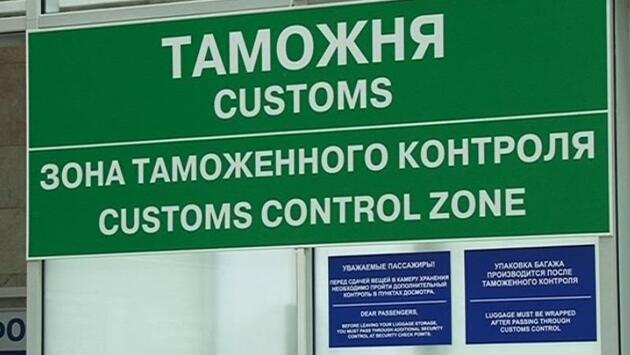 ТАМОЖНЯ
CUSTOMS
ЗОНА ТАМОЖЕННОГО КОНТРОЛЯ
CUSTOMS CONTROL ZONE
УВАЖАЕМЫЕ ПАССАЖИРЫ!
ПЕРЕД СДАЧЕЙ ВЕЩЕЙ В КАМЕРУ ХРАНЕНИЯ
НЕОБХОДИМО ПРОЙТИ ДОПОЛНИТЕЛЬНЫЙ
КОНТРОЛЬ В ПУНКТАХ ДОСМОТРА.
DEAR PASSENGERS,
BEFORE LEAVING YOUR LUGGAGE STORAGE,
YOU MUST PASS THROUGH ADDITIONAL SECURITY
CONTROL AT SECURITY CHECK POINTS.
УПАКОВКА БАГАЖА
ПРОИЗВОДИТСЯ ПОСЛЕ
ТАМОЖЕННОГО КОНТРОЛЯ
LUGGAGE MUST BE WRAPPED
AFTER PASSING THROUGH
CUSTOMS CONTROL